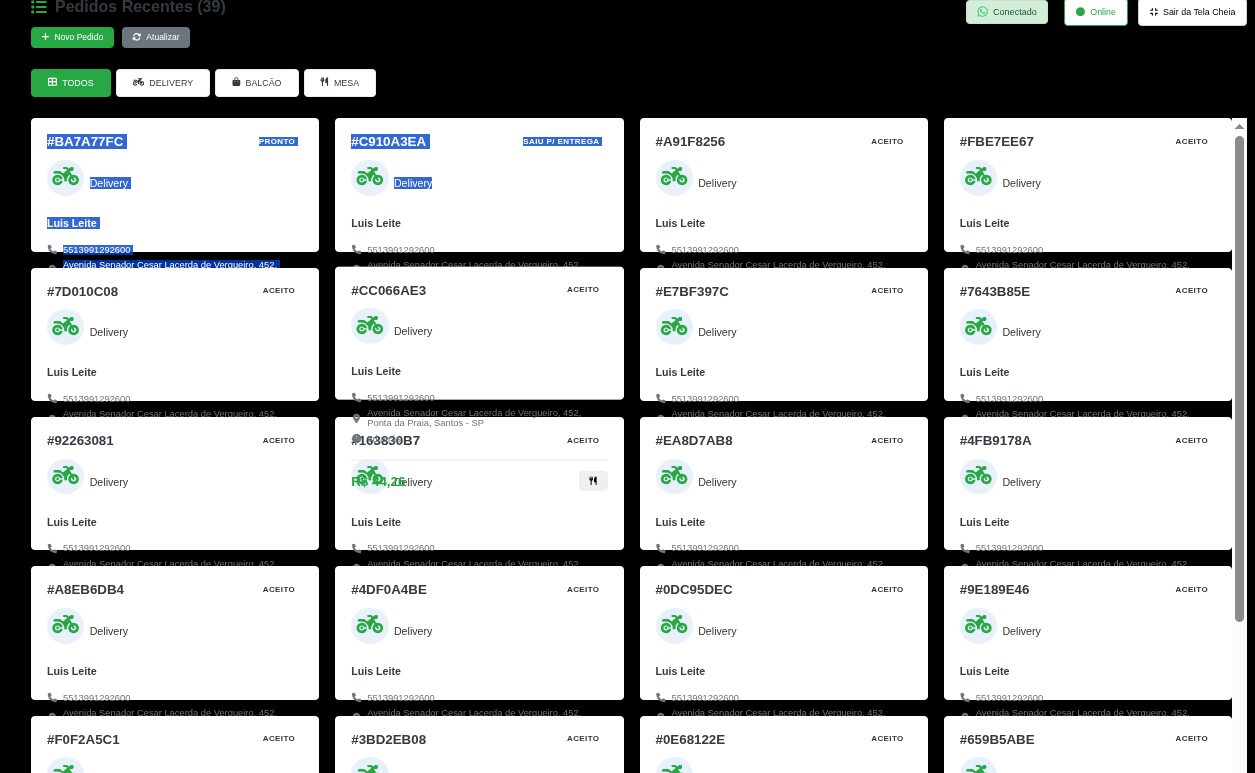 Pedidos Recentes (39)
Conectado
Online
Sair da Tela Cheia
Novo Pedido
Atualizar
TODOS
DELIVERY
BALCÃO
MESA
#BA7A77FC
PRONTO
Delivery
Luis Leite
5513991292600
Avenida Senador Cesar Lacerda de Vergueiro, 452,
#C910A3EA
SAIU P/ ENTREGA
Delivery
Luis Leite
5513991292600
Avenida Senador Cesar Lacerda de Vergueiro, 452,
#A91F8256
ACEITO
Delivery
Luis Leite
5513991292600
Avenida Senador Cesar Lacerda de Vergueiro, 452,
#FBE7EE67
ACEITO
Delivery
Luis Leite
5513991292600
Avenida Senador Cesar Lacerda de Vergueiro, 452,
#7D010C08
ACEITO
Delivery
Luis Leite
5513991292600
Avenida Senador Cesar Lacerda de Vergueiro, 452,
#CC066AE3
ACEITO
Delivery
Luis Leite
5513991292600
Avenida Senador Cesar Lacerda de Vergueiro, 452,
Ponta da Praia, Santos - SP
R$ 44,26
#E7BF397C
ACEITO
Delivery
Luis Leite
5513991292600
Avenida Senador Cesar Lacerda de Vergueiro, 452,
#7643B85E
ACEITO
Delivery
Luis Leite
5513991292600
Avenida Senador Cesar Lacerda de Vergueiro, 452,
#92263081
ACEITO
Delivery
Luis Leite
5513991292600
Avenida Senador Cesar Lacerda de Vergueiro, 452,
ACEITO
Delivery
Luis Leite
5513991292600
Avenida Senador Cesar Lacerda de Vergueiro, 452,
#EA8D7AB8
ACEITO
Delivery
Luis Leite
5513991292600
Avenida Senador Cesar Lacerda de Vergueiro, 452,
#4FB9178A
ACEITO
Delivery
Luis Leite
5513991292600
Avenida Senador Cesar Lacerda de Vergueiro, 452,
#A8EB6DB4
ACEITO
Delivery
Luis Leite
5513991292600
Avenida Senador Cesar Lacerda de Vergueiro, 452,
#4DF0A4BE
ACEITO
Delivery
Luis Leite
5513991292600
Avenida Senador Cesar Lacerda de Vergueiro, 452,
#0DC95DEC
ACEITO
Delivery
Luis Leite
5513991292600
Avenida Senador Cesar Lacerda de Vergueiro, 452,
#9E189E46
ACEITO
Delivery
Luis Leite
5513991292600
Avenida Senador Cesar Lacerda de Vergueiro, 452,
#F0F2A5C1
ACEITO
#3BD2EB08
ACEITO
#0E68122E
ACEITO
#659B5ABE
ACEITO